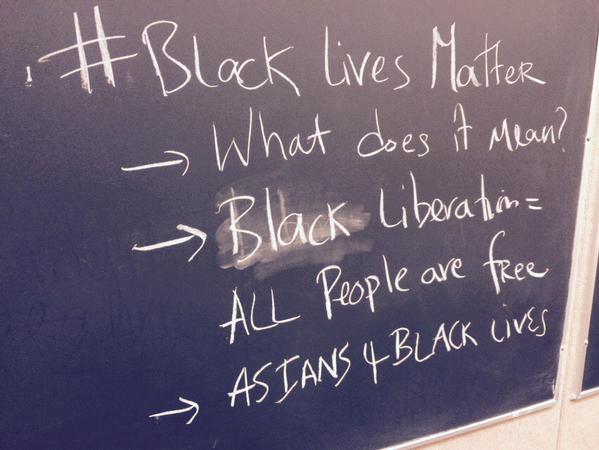 #Black lives Matter
→ What does it Mean?
→ Black Liberation =
ALL People are free
→ ASIANS 4 BLACK LIVES